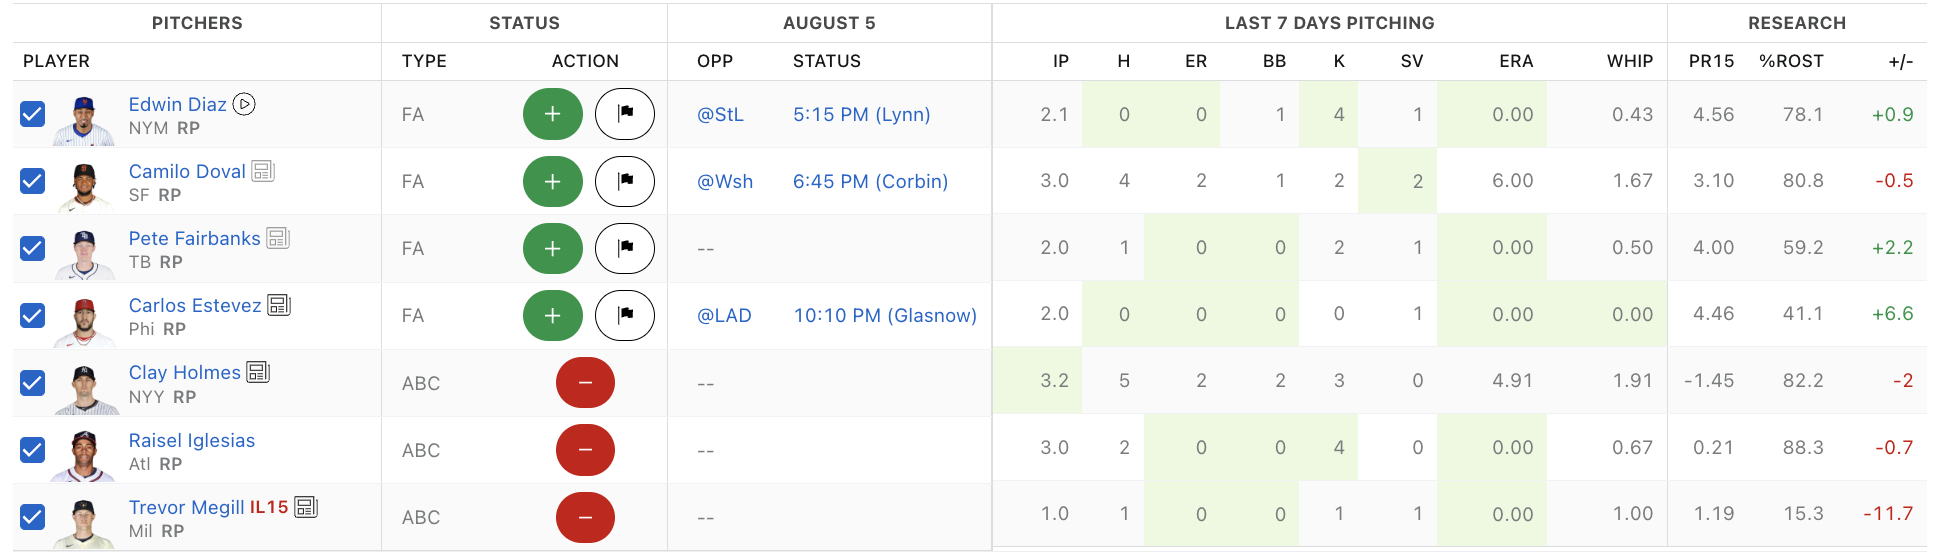 PITCHERS STATUS AUGUST 5 LAST 7 DAYS PITCHING RESEARCH
PLAYER TYPE ACTION OPP STATUS IP H ER BB K SV ERA WHIP PR15 %ROST +/-
Edwin Diaz
NYM RP
FA + @StL 5:15 PM (Lynn) 2.1 0 0 1 4 1 0.00 0.43 4.56 78.1 +0.9
Camilo Doval
SF RP
FA + @Wsh 6:45 PM (Corbin) 3.0 4 2 1 2 2 6.00 1.67 3.10 80.8 -0.5
Pete Fairbanks
TB RP
FA + -- 2.0 1 0 0 2 1 0.00 0.50 4.00 59.2 +2.2
Carlos Estevez
Phi RP
FA + @LAD 10:10 PM (Glasnow) 2.0 0 0 0 0 1 0.00 0.00 4.46 41.1 +6.6
Clay Holmes
NYY RP
ABC − -- 3.2 5 2 2 3 0 4.91 1.91 -1.45 82.2 -2
Raisel Iglesias
Atl RP
ABC − -- 3.0 2 0 0 4 0 0.00 0.67 0.21 88.3 -0.7
Trevor Megill IL15
Mil RP
ABC − -- 1.0 1 0 0 1 1 0.00 1.00 1.19 15.3 -11.7